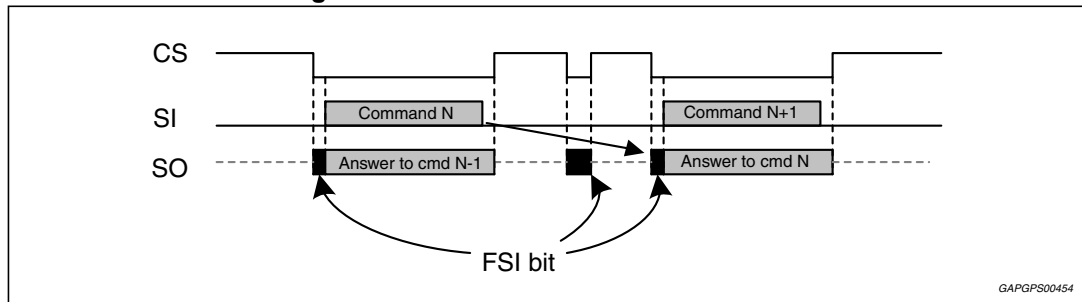 CS
SI
Command N
Command N+1
SO
Answer to cmd N-1
Answer to cmd N
FSI bit
GAPGPS00454